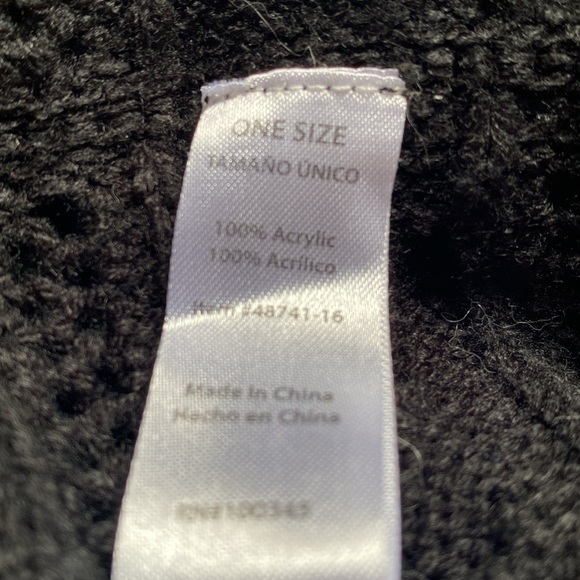 ONE SIZE
TAMAÑO ÚNICO
100% Acrylic
100% Acrílico
Item #48741-16
Made in China
Hecho en China